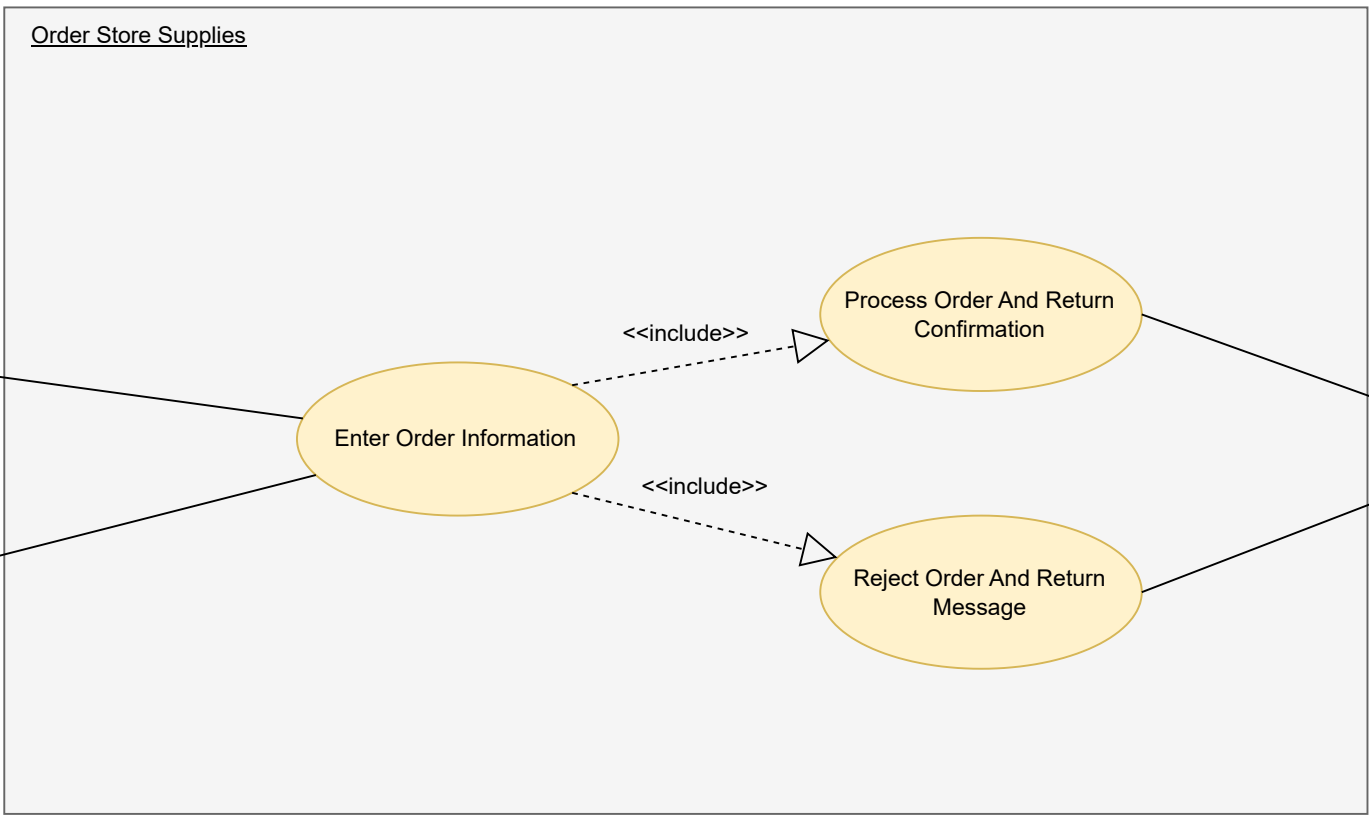 Order Store Supplies
Process Order And Return
Confirmation
<<include>>
Enter Order Information
<<include>>
Reject Order And Return
Message